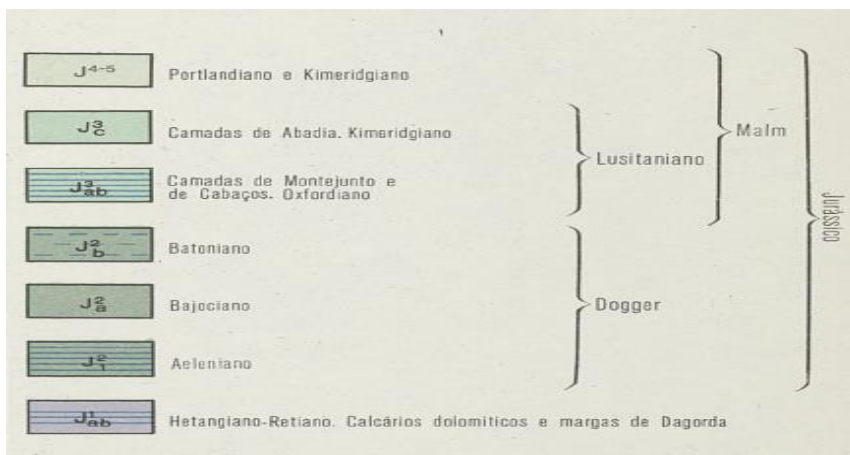 J⁴⁻⁵ Portlandiano e Kimeridgiano
J³c Camadas de Abadia. Kimeridgiano
J³ab Camadas de Montejunto e
de Cabaços. Oxfordiano
Lusitaniano
Malm
J²b Batoniano
J²a Bajociano
J²₁ Aeleniano
Dogger
Jurássico
J¹ab Hetangiano-Retiano. Calcários dolomiticos e margas de Dagorda